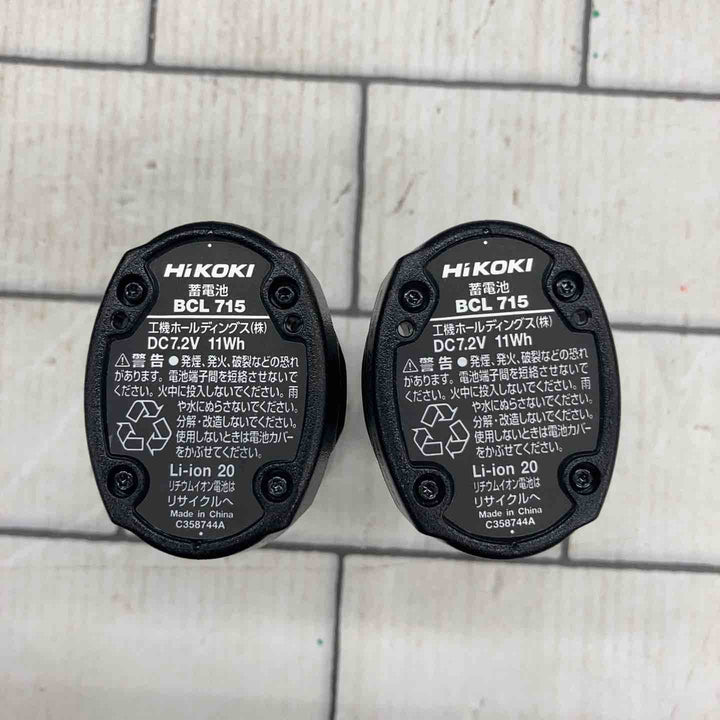 HiKOKI
蓄電池
BCL 715
工機ホールディングス(株)
DC7.2V 11Wh
⚠警告 ●発煙、発火、破裂などの恐れ
があります。電池端子間を短絡させないで
ください。火中に投入しないでください。雨
や水にぬらさないでください。
分解・改造しないでください。
使用しないときは電池カバー
をかぶせてください。
Li-ion 20
リチウムイオン電池は
リサイクルへ
Made in China
C358744A
HiKOKI
蓄電池
BCL 715
工機ホールディングス(株)
DC7.2V 11Wh
⚠警告 ●発煙、発火、破裂などの恐れ
があります。電池端子間を短絡させないで
ください。火中に投入しないでください。雨
や水にぬらさないでください。
分解・改造しないでください。
使用しないときは電池カバー
をかぶせてください。
Li-ion 20
リチウムイオン電池は
リサイクルへ
Made in China
C358744A